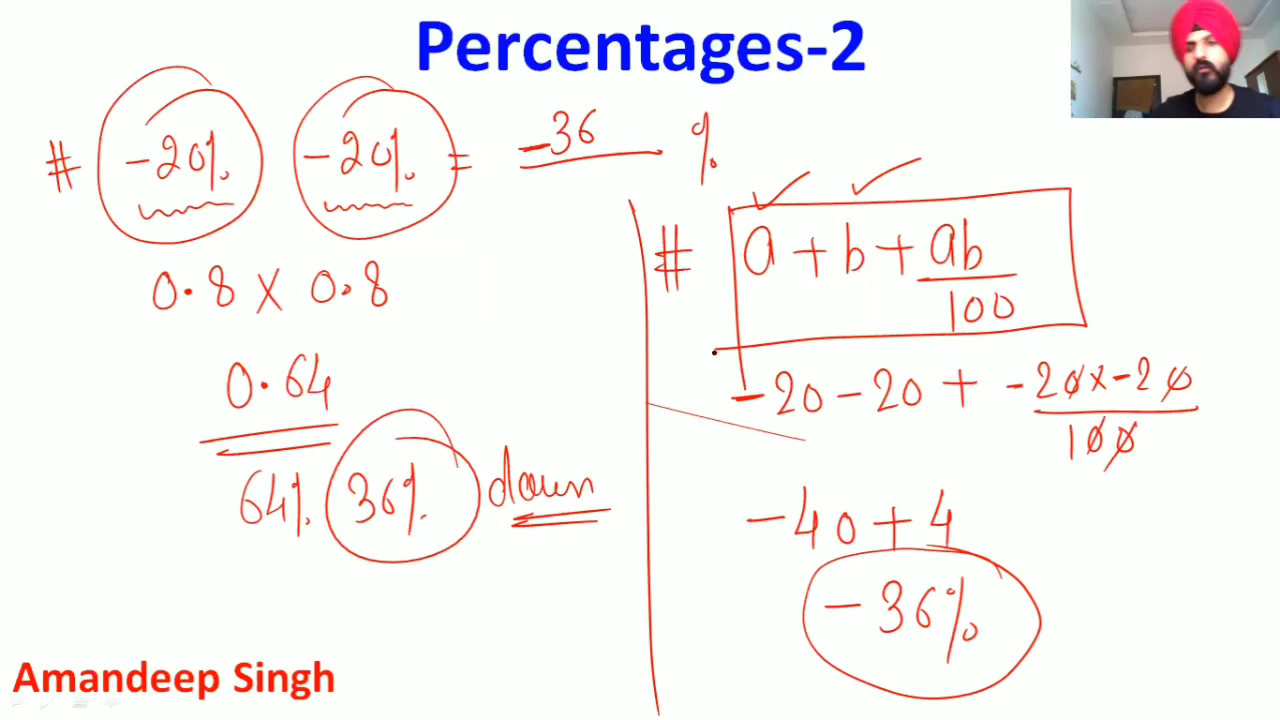 Percentages-2
# -20% -20% = -36 %
0.8 x 0.8
0.64
64% 36% down
# a + b + ab/100
-20 - 20 + -20 x -20/100
-40 + 4
-36%
Amandeep Singh